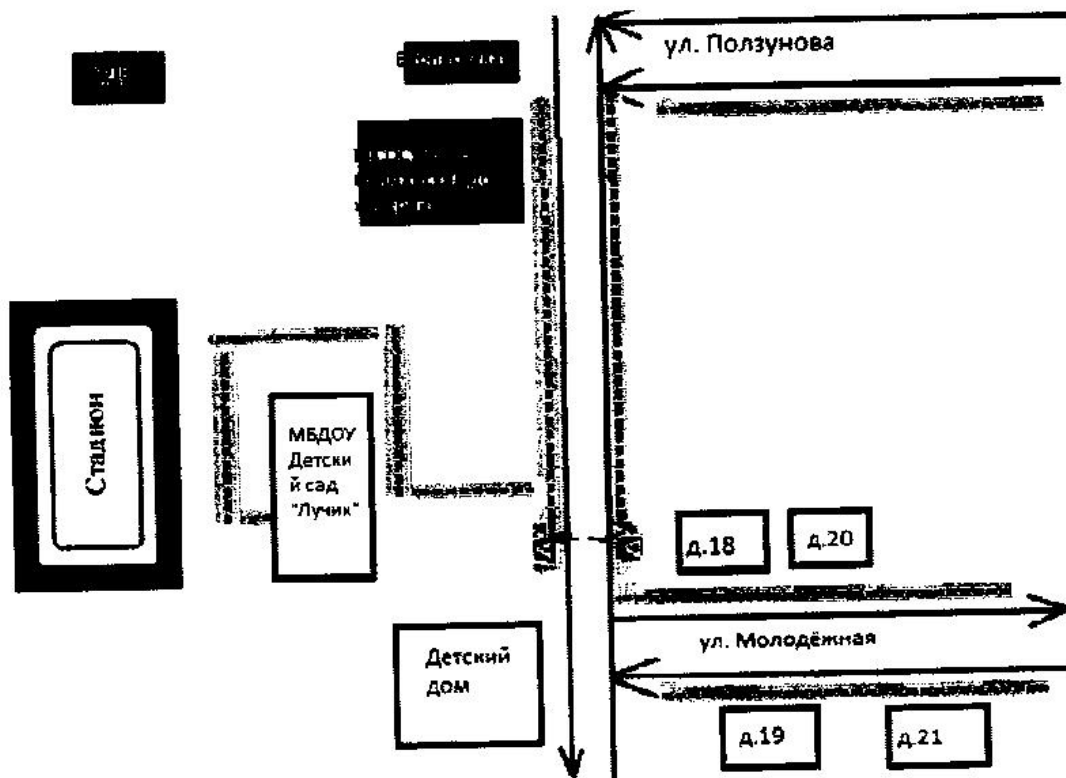 ул. Ползунова
Стадион
МБДОУ
Детски
й сад
"Лучик"
д.18
д.20
ул. Молодёжная
Детский
дом
д.19
д.21